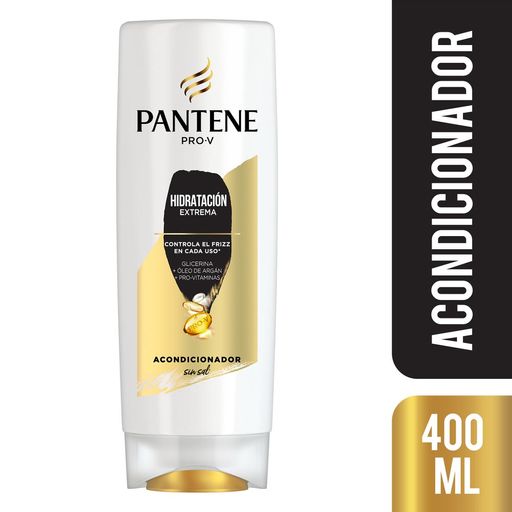 PANTENE
PRO-V
HIDRATACIÓN
EXTREMA
CONTROLA EL FRIZZ
EN CADA USO*
GLICERINA
+ ÓLEO DE ARGÁN
+ PRO-VITAMINAS
PRO-V
ACONDICIONADOR
sin sal
ACONDICIONADOR
400
ML